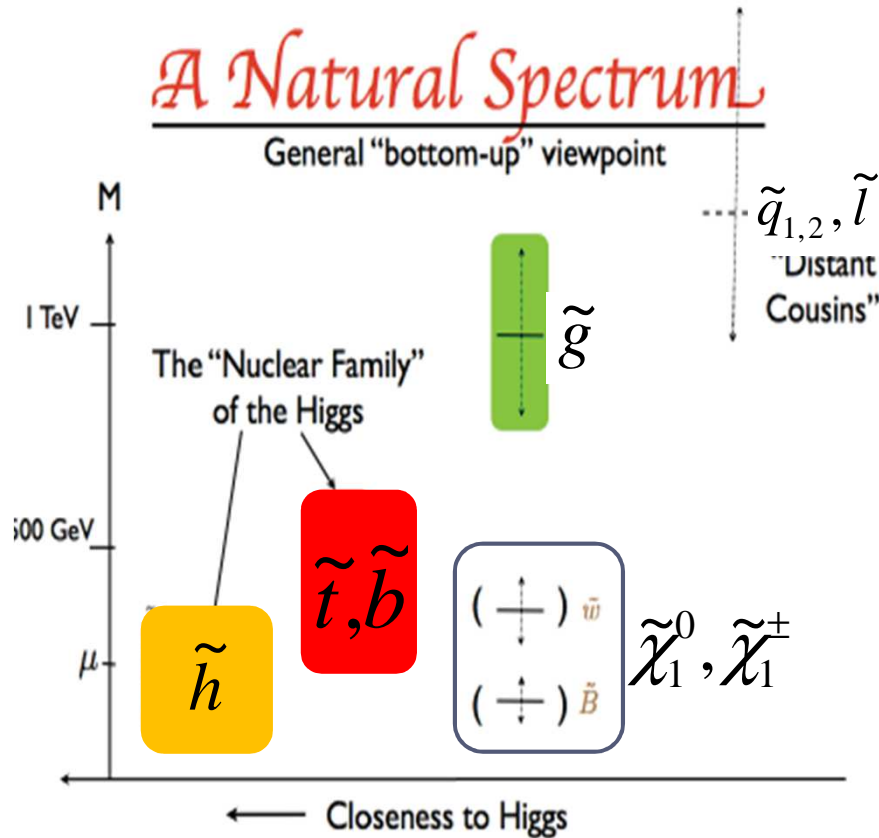 A Natural Spectrum
General “bottom-up” viewpoint
M
q̃₁,₂, l̃
"Distant
Cousins”
1 TeV
g̃
The “Nuclear Family”
of the Higgs
500 GeV
t̃,b̃
( ) w̃
μ
h̃
χ̃₁⁰, χ̃₁±
( ) B̃
Closeness to Higgs